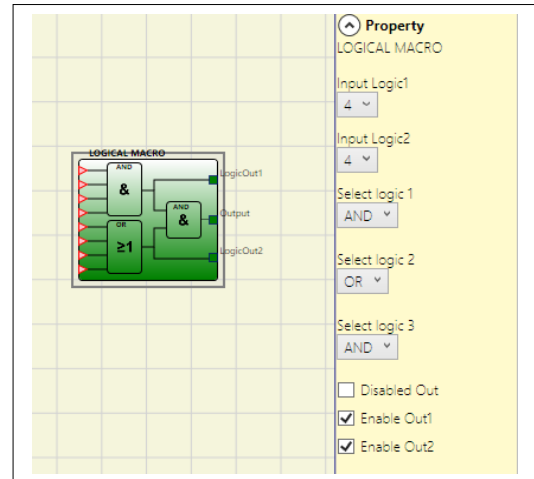 LOGICAL MACRO
AND
&
OR
≥1
AND
&
LogicOut1
Output
LogicOut2
Property
LOGICAL MACRO
Input Logic1
4
Input Logic2
4
Select logic 1
AND
Select logic 2
OR
Select logic 3
AND
Disabled Out
Enable Out1
Enable Out2